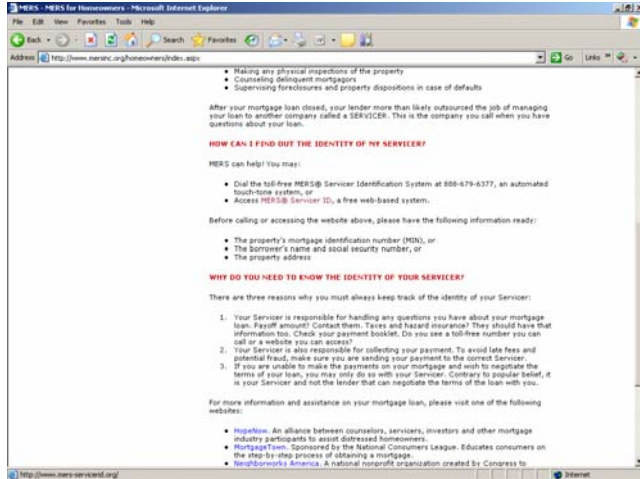 MERS - MERS for Homeowners - Microsoft Internet Explorer
File Edit View Favorites Tools Help
Back Search Favorites
Address http://www.mersinc.org/homeowners/index.aspx Go Links
Making any physical inspections of the property
Counseling delinquent mortgagors
Supervising foreclosures and property dispositions in case of defaults
After your mortgage loan closed, your lender more than likely outsourced the job of managing
your loan to another company called a SERVICER. This is the company you call when you have
questions about your loan.
HOW CAN I FIND OUT THE IDENTITY OF MY SERVICER?
MERS can help! You may:
Dial the toll-free MERS® Servicer Identification System at 888-679-6377, an automated
touch-tone system, or
Access MERS® Servicer ID, a free web-based system.
Before calling or accessing the website above, please have the following information ready:
The property's mortgage identification number (MIN), or
The borrower's name and social security number, or
The property address
WHY DO YOU NEED TO KNOW THE IDENTITY OF YOUR SERVICER?
There are three reasons why you must always keep track of the identity of your Servicer:
1. Your Servicer is responsible for handling any questions you have about your mortgage
loan. Payoff amount? Contact them. Taxes and hazard insurance? They should have that
information too. Check your payment booklet. Do you see a toll-free number you can
call or a website you can access?
2. Your Servicer is also responsible for collecting your payment. To avoid late fees and
potential fraud, make sure you are sending your payment to the correct Servicer.
3. If you are unable to make the payments on your mortgage and wish to negotiate the
terms of your loan, you may only do so with your Servicer. Contrary to popular belief, it
is your Servicer and not the lender that can negotiate the terms of the loan with you.
For more information and assistance on your mortgage loan, please visit one of the following
websites:
HopeNow. An alliance between counselors, servicers, investors and other mortgage
industry participants to assist distressed homeowners.
MortgageTown. Sponsored by the National Consumers League. Educates consumers on
the step-by-step process of obtaining a mortgage.
Neighborworks America. A national nonprofit organization created by Congress to
http://www.mers-servicerid.org/ Internet